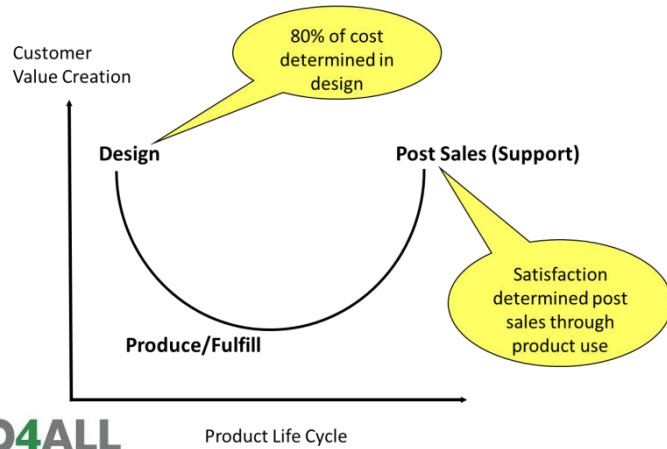 80% of cost
determined in
design
Customer
Value Creation
Design
Post Sales (Support)
Satisfaction
determined post
sales through
product use
Produce/Fulfill
4ALL
Product Life Cycle